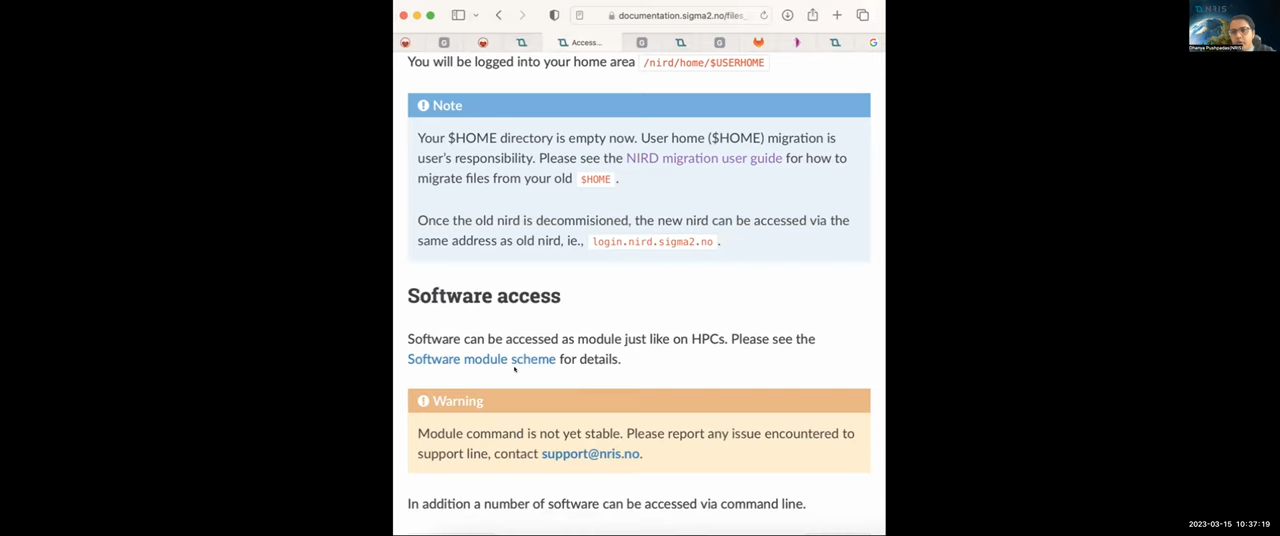 documentation.sigma2.no/files_
NRIS
Dhanya Pushpadas(NRIS)
Access...
G
G
G
G
You will be logged into your home area /nird/home/$USERHOME
Note
Your $HOME directory is empty now. User home ($HOME) migration is
user's responsibility. Please see the NIRD migration user guide for how to
migrate files from your old $HOME .
Once the old nird is decommisioned, the new nird can be accessed via the
same address as old nird, ie., login.nird.sigma2.no .
Software access
Software can be accessed as module just like on HPCs. Please see the
Software module scheme for details.
Warning
Module command is not yet stable. Please report any issue encountered to
support line, contact support@nris.no.
In addition a number of software can be accessed via command line.
2023-03-15 10:37:19